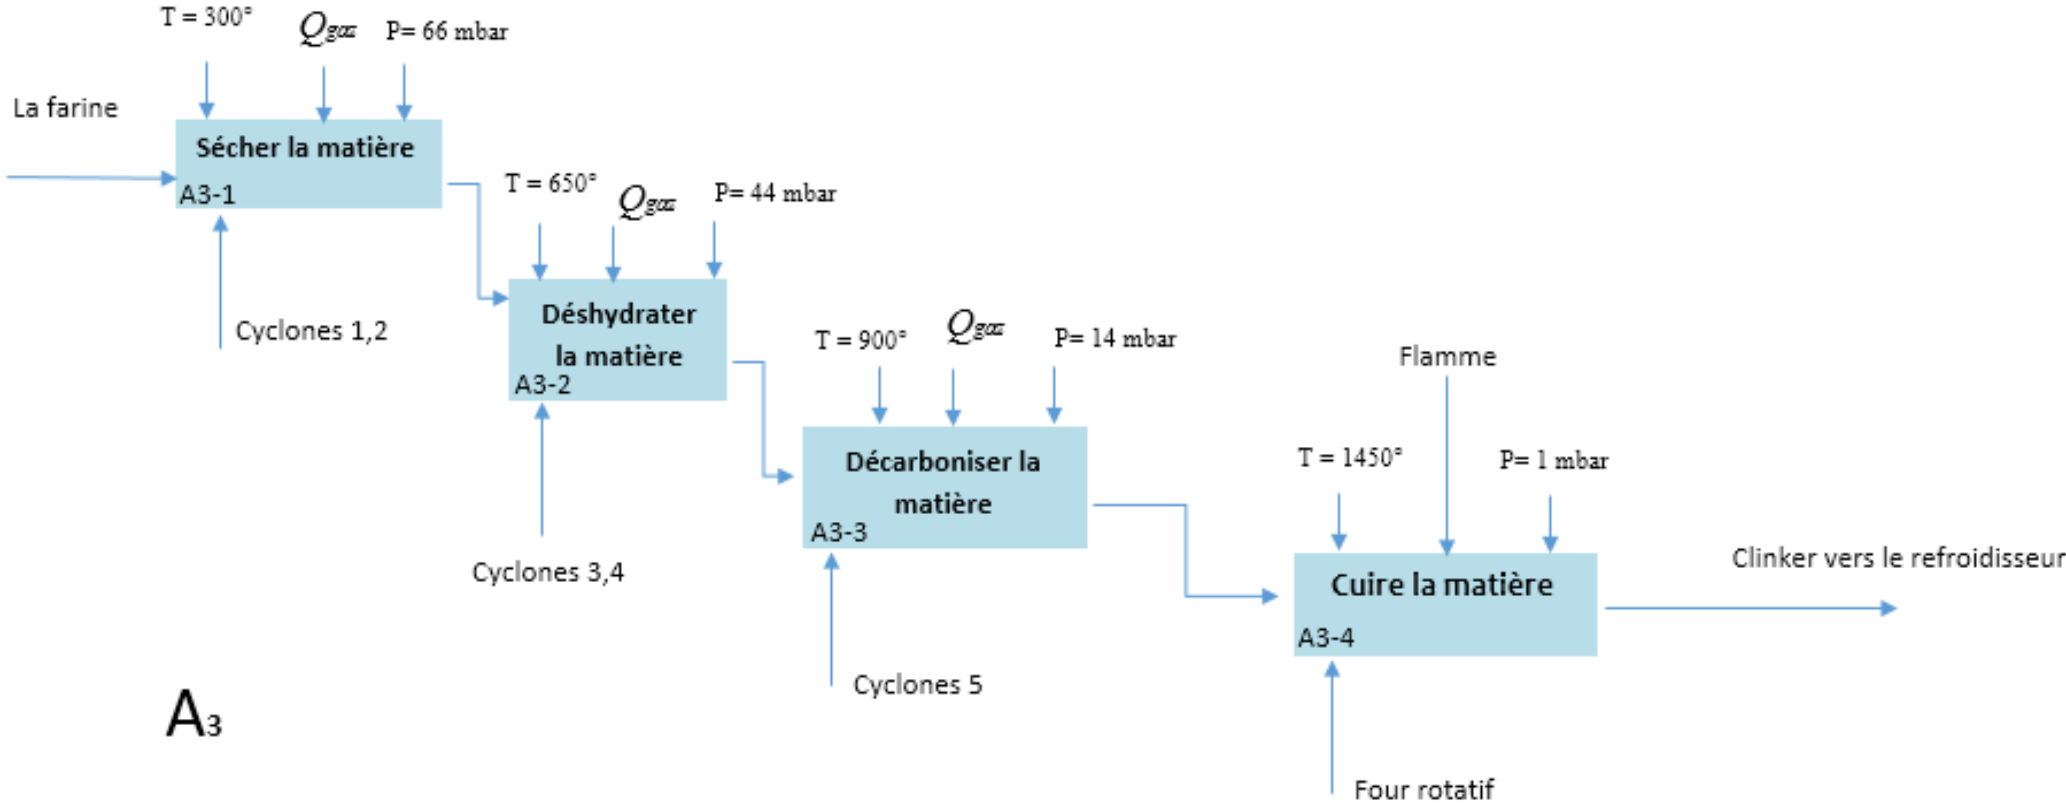 T = 300°
Qgaz
P= 66 mbar
La farine
Sécher la matière
A3-1
Cyclones 1,2
T = 650°
Qgaz
P= 44 mbar
Déshydrater
la matière
A3-2
Cyclones 3,4
T = 900°
Qgaz
P= 14 mbar
Décarboniser la
matière
A3-3
Cyclones 5
Flamme
T = 1450°
P= 1 mbar
Cuire la matière
A3-4
Four rotatif
Clinker vers le refroidisseur
A3